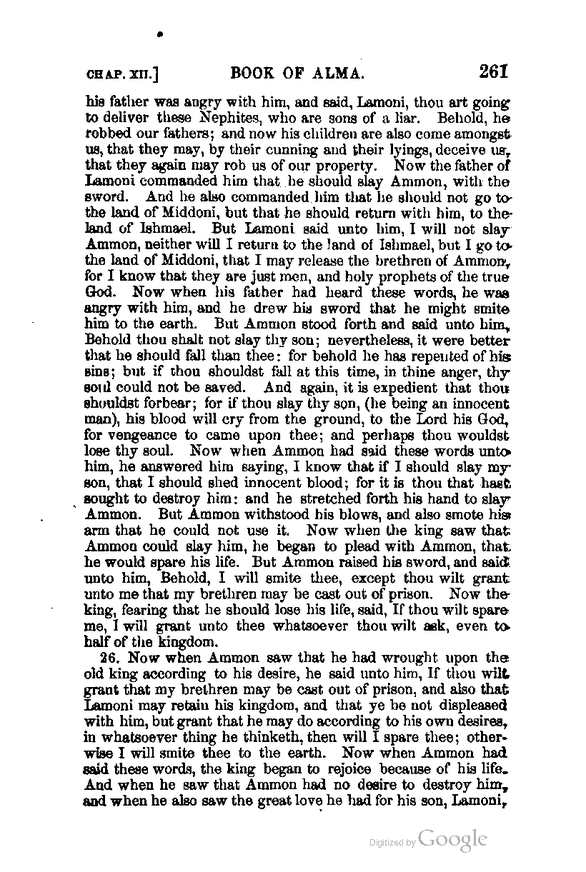 CHAP. XII.] BOOK OF ALMA. 261
his father was angry with him, and said, Lamoni, thou art going
to deliver these Nephites, who are sons of a liar. Behold, he
robbed our fathers; and now his children are also come amongst
us, that they may, by their cunning and their lyings, deceive us,
that they again may rob us of our property. Now the father of
Lamoni commanded him that he should slay Ammon, with the
sword. And he also commanded him that he should not go to
the land of Middoni, but that he should return with him, to the
land of Ishmael. But Lamoni said unto him, I will not slay
Ammon, neither will I return to the land of Ishmael, but I go to
the land of Middoni, that I may release the brethren of Ammon,
for I know that they are just men, and holy prophets of the true
God. Now when his father had heard these words, he was
angry with him, and he drew his sword that he might smite
him to the earth. But Ammon stood forth and said unto him,
Behold thou shalt not slay thy son; nevertheless, it were better
that he should fall than thee: for behold he has repented of his
sins; but if thou shouldst fall at this time, in thine anger, thy
soul could not be saved. And again, it is expedient that thou
shouldst forbear; for if thou slay thy son, (he being an innocent
man), his blood will cry from the ground, to the Lord his God,
for vengeance to came upon thee; and perhaps thou wouldst
lose thy soul. Now when Ammon had said these words unto
him, he answered him saying, I know that if I should slay my
son, that I should shed innocent blood; for it is thou that hast
sought to destroy him: and he stretched forth his hand to slay
Ammon. But Ammon withstood his blows, and also smote his
arm that he could not use it. Now when the king saw that
Ammon could slay him, he began to plead with Ammon, that
he would spare his life. But Ammon raised his sword, and said
unto him, Behold, I will smite thee, except thou wilt grant
unto me that my brethren may be cast out of prison. Now the
king, fearing that he should lose his life, said, If thou wilt spare
me, I will grant unto thee whatsoever thou wilt ask, even to
half of the kingdom.
26. Now when Ammon saw that he had wrought upon the
old king according to his desire, he said unto him, If thou wilt
grant that my brethren may be cast out of prison, and also that
Lamoni may retain his kingdom, and that ye be not displeased
with him, but grant that he may do according to his own desires,
in whatsoever thing he thinketh, then will I spare thee; other-
wise I will smite thee to the earth. Now when Ammon had
said these words, the king began to rejoice because of his life.
And when he saw that Ammon had no desire to destroy him,
and when he also saw the great love he had for his son, Lamoni,
Digitized by Google